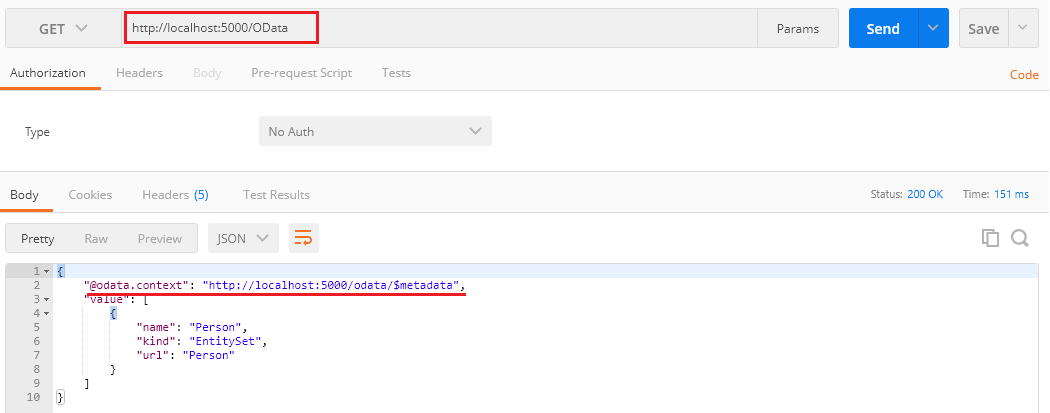 GET http://localhost:5000/OData Params Send Save
Authorization Headers Body Pre-request Script Tests Code
Type No Auth
Body Cookies Headers (5) Test Results Status: 200 OK Time: 151 ms
Pretty Raw Preview JSON
1 {
2 "@odata.context": "http://localhost:5000/odata/$metadata",
3 "value": [
4 {
5 "name": "Person",
6 "kind": "EntitySet",
7 "url": "Person"
8 }
9 ]
10 }